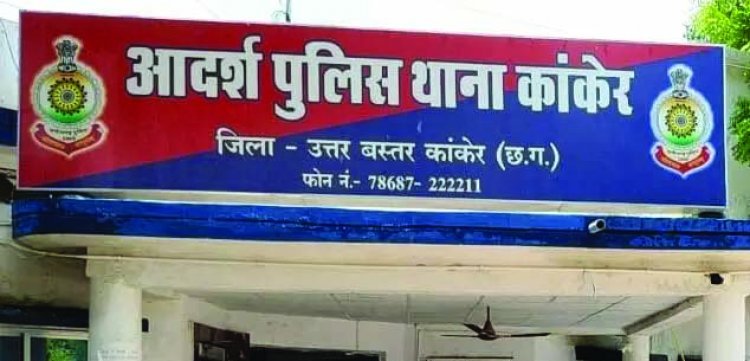 आदर्श पुलिस थाना कांकेर
जिला - उत्तर बस्तर कांकेर (छ.ग.)
फोन नं.- 78687- 222211